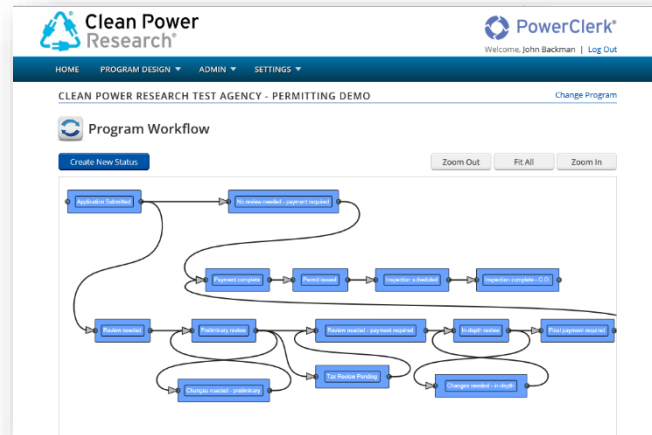 Clean Power
Research®
PowerClerk®
Welcome, John Backman | Log Out
HOME PROGRAM DESIGN ▼ ADMIN ▼ SETTINGS ▼
CLEAN POWER RESEARCH TEST AGENCY - PERMITTING DEMO
Change Program
Program Workflow
Create New Status
Zoom Out
Fit All
Zoom In
Application Submitted
No review needed - payment required
Payment complete
Permit issued
Inspection scheduled
Inspection complete - C.O.
Review needed
Preliminary review
Review needed - payment required
In-depth review
Final payment required
Tax Review Pending
Changes needed - preliminary
Changes needed - in-depth